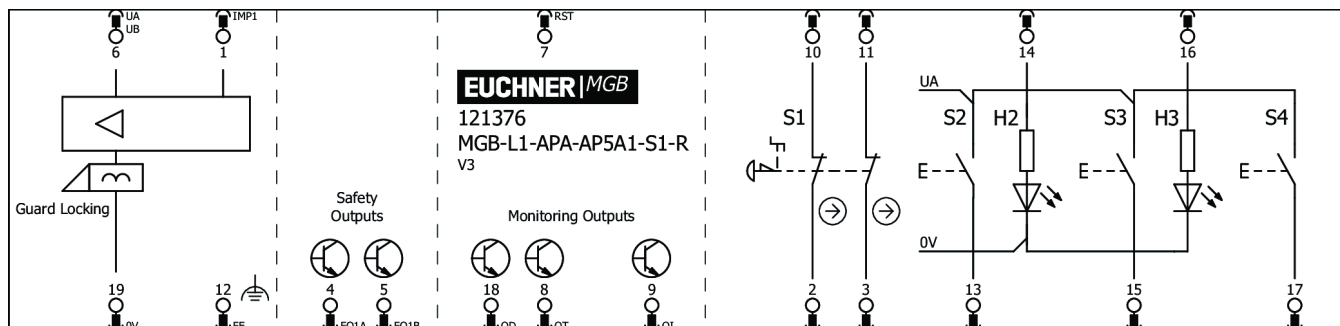 UA
UB
IMP1
RST
6
1
7
10
11
14
16
EUCHNER MGB
121376
MGB-L1-APA-AP5A1-S1-R
V3
UA
S1
S2
H2
S3
H3
S4
F
E
E
E
Guard Locking
Safety
Outputs
Monitoring Outputs
0V
19
12
4
5
18
8
9
2
3
13
15
17
0V
FE
FO1A
FO1B
OD
OT
OI